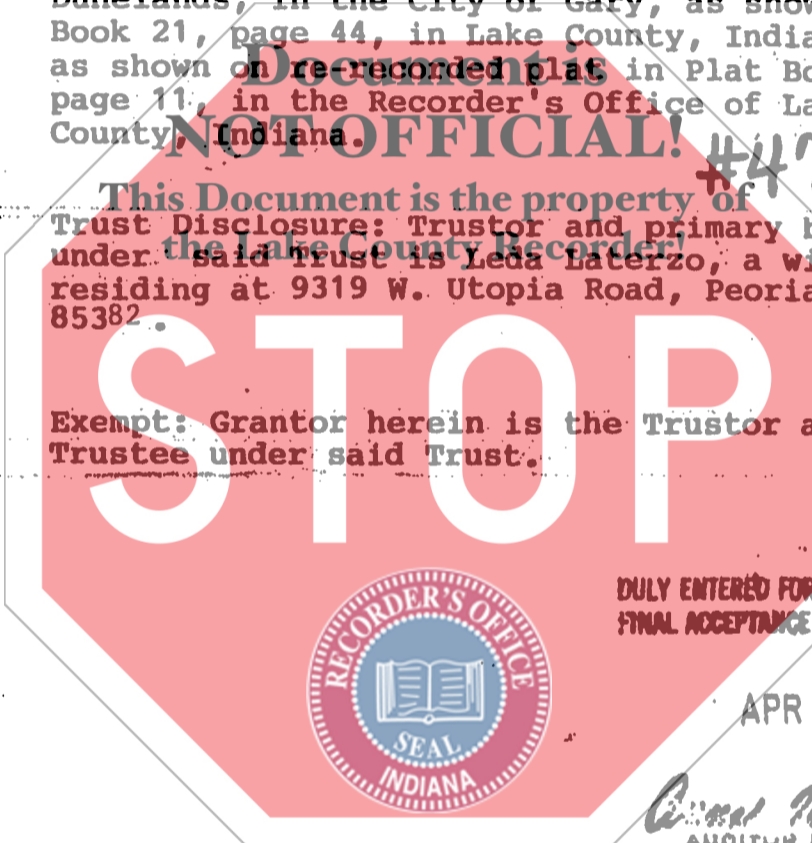 Dunelands, in the City of Gary, as show
Book 21, page 44, in Lake County, India
as shown on re-recorded plat in Plat Bo
page 11, in the Recorder's Office of La
County, Indiana.
Document is
NOT OFFICIAL!
This Document is the property of
the Lake County Recorder!
#47
Trust Disclosure: Trustor and primary b
under said Trust is Leda Laterzo, a wi
residing at 9319 W. Utopia Road, Peoria
85382.
STOP
Exempt: Grantor herein is the Trustor a
Trustee under said Trust.
DULY ENTERED FOR
FINAL ACCEPTANCE
RECORDER'S OFFICE
SEAL
INDIANA
APR
AUDITOR